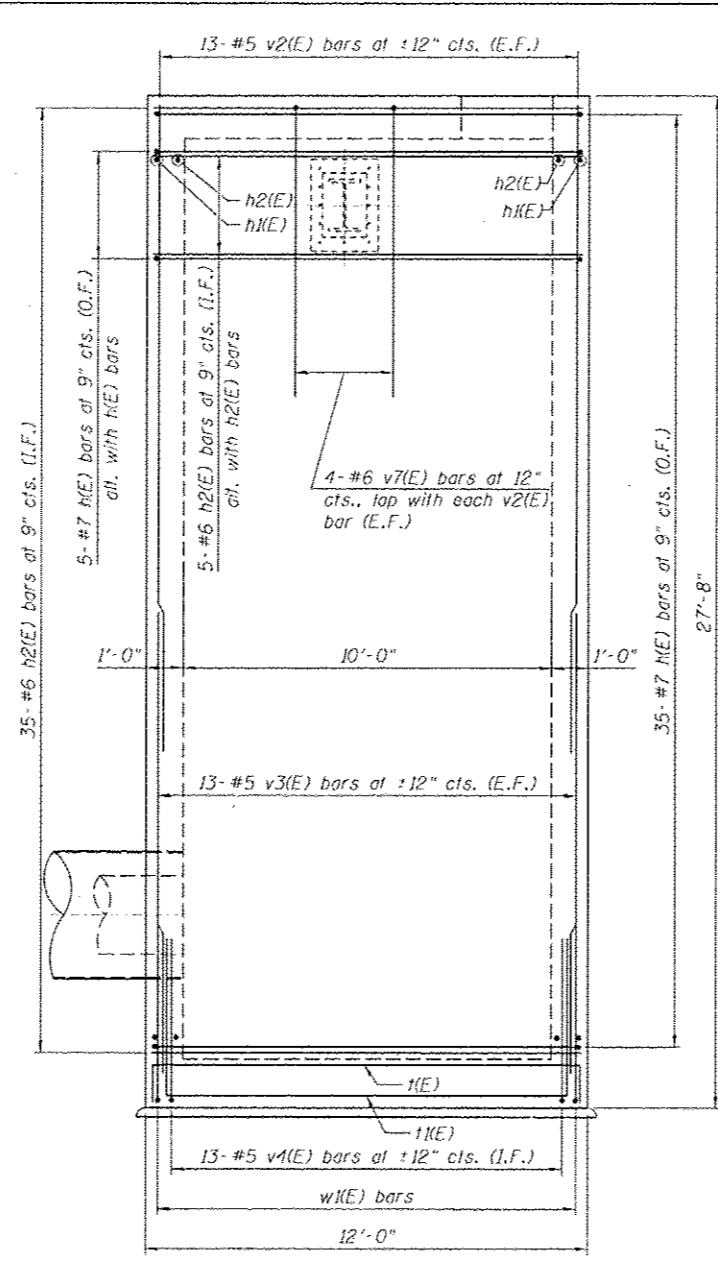 13- #5 v2(E) bars at ±12" cts. (E.F.)
h2(E)
h1(E)
h2(E)
h1(E)
35- #6 h2(E) bars at 9" cts. (I.F.)
5- #7 h(E) bars at 9" cts. (O.F.)
alt. with h(E) bars
5- #6 h2(E) bars at 9" cts. (I.F.)
alt. with h2(E) bars
4- #6 v7(E) bars at 12"
cts., lap with each v2(E)
bar (E.F.)
35- #7 h(E) bars at 9" cts. (O.F.)
27'-8"
1'-0"
10'-0"
1'-0"
13- #5 v3(E) bars at ±12" cts. (E.F.)
t(E)
t1(E)
13- #5 v4(E) bars at ±12" cts. (I.F.)
w1(E) bars
12'-0"